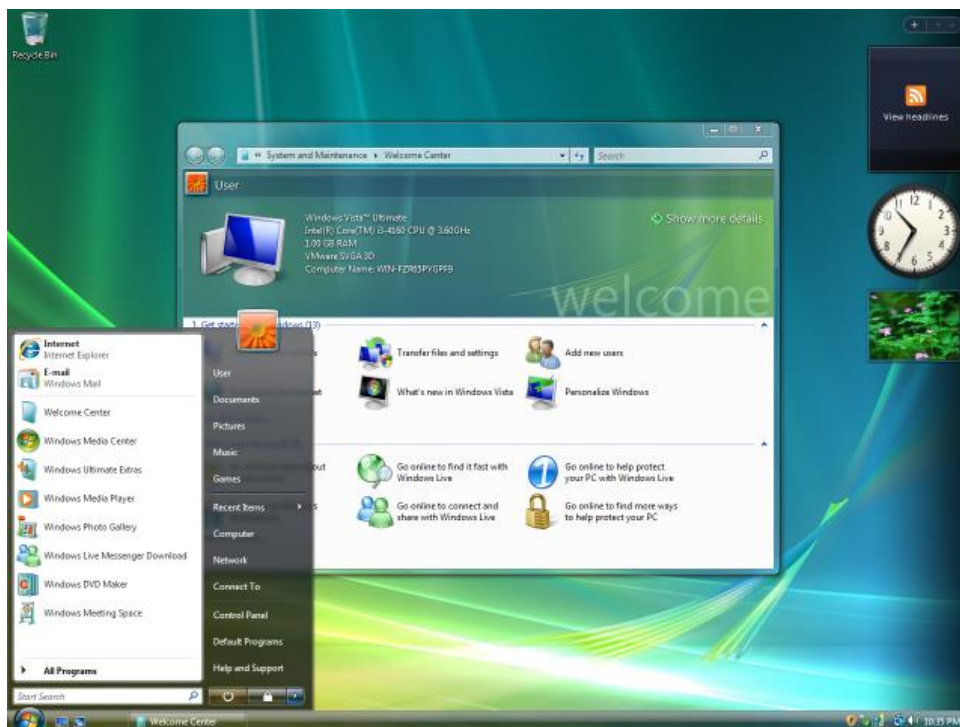 Recycle Bin
View headlines
12
System and Maintenance
Welcome Center
Search
User
Windows Vista™ Ultimate
Intel(R) Core(TM) i3-4160 CPU @ 3.60GHz
1.00 GB RAM
VMware SVGA 3D
Computer Name: WIN-FZR65PYGPF9
Show more details
welcome
Transfer files and settings
Add new users
What's new in Windows Vista
Personalize Windows
Go online to find it fast with
Windows Live
Go online to help protect
your PC with Windows Live
Go online to connect and
share with Windows Live
Go online to find more ways
to help protect your PC
Internet
Internet Explorer
E-mail
Windows Mail
Welcome Center
Windows Media Center
Windows Ultimate Extras
Windows Media Player
Windows Photo Gallery
Windows Live Messenger Download
Windows DVD Maker
Windows Meeting Space
All Programs
Start Search
User
Documents
Pictures
Music
Games
Recent Items
Computer
Network
Connect To
Control Panel
Default Programs
Help and Support
Welcome Center
10:35 PM